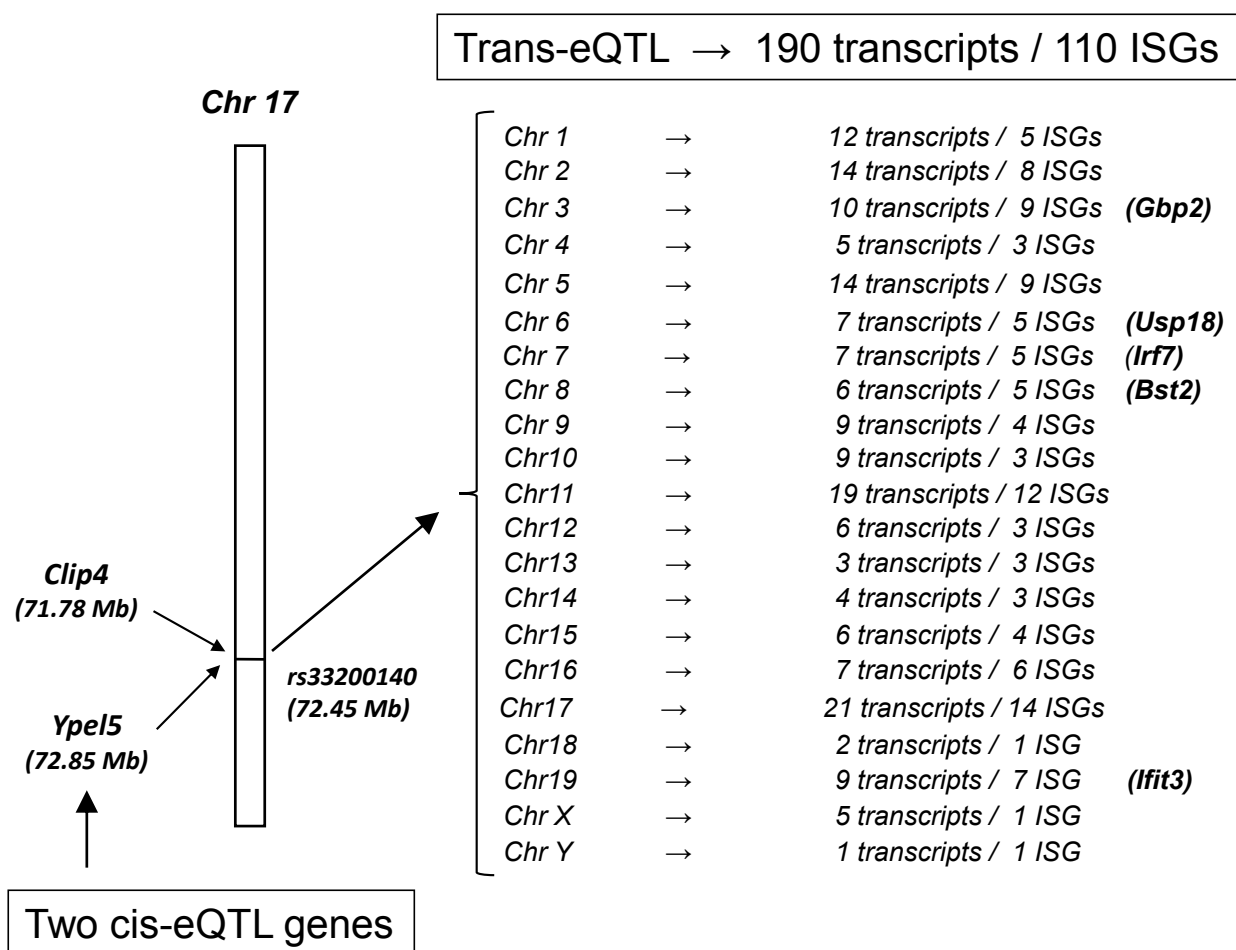 Trans-eQTL → 190 transcripts / 110 ISGs
Chr 17
Chr 1 → 12 transcripts / 5 ISGs
Chr 2 → 14 transcripts / 8 ISGs
Chr 3 → 10 transcripts / 9 ISGs (Gbp2)
Chr 4 → 5 transcripts / 3 ISGs
Chr 5 → 14 transcripts / 9 ISGs
Chr 6 → 7 transcripts / 5 ISGs (Usp18)
Chr 7 → 7 transcripts / 5 ISGs (Irf7)
Chr 8 → 6 transcripts / 5 ISGs (Bst2)
Chr 9 → 9 transcripts / 4 ISGs
Chr10 → 9 transcripts / 3 ISGs
Chr11 → 19 transcripts / 12 ISGs
Chr12 → 6 transcripts / 3 ISGs
Chr13 → 3 transcripts / 3 ISGs
Chr14 → 4 transcripts / 3 ISGs
Chr15 → 6 transcripts / 4 ISGs
Chr16 → 7 transcripts / 6 ISGs
Chr17 → 21 transcripts / 14 ISGs
Chr18 → 2 transcripts / 1 ISG
Chr19 → 9 transcripts / 7 ISG (Ifit3)
Chr X → 5 transcripts / 1 ISG
Chr Y → 1 transcripts / 1 ISG
Clip4
(71.78 Mb)
rs33200140
(72.45 Mb)
Ypel5
(72.85 Mb)
Two cis-eQTL genes